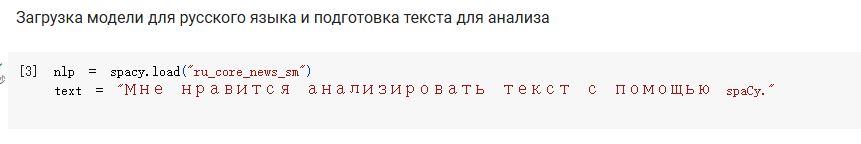 Загрузка модели для русского языка и подготовка текста для анализа
[3] nlp = spacy.load("ru_core_news_sm")
text = "Мне нравится анализировать текст с помощью spaCy."